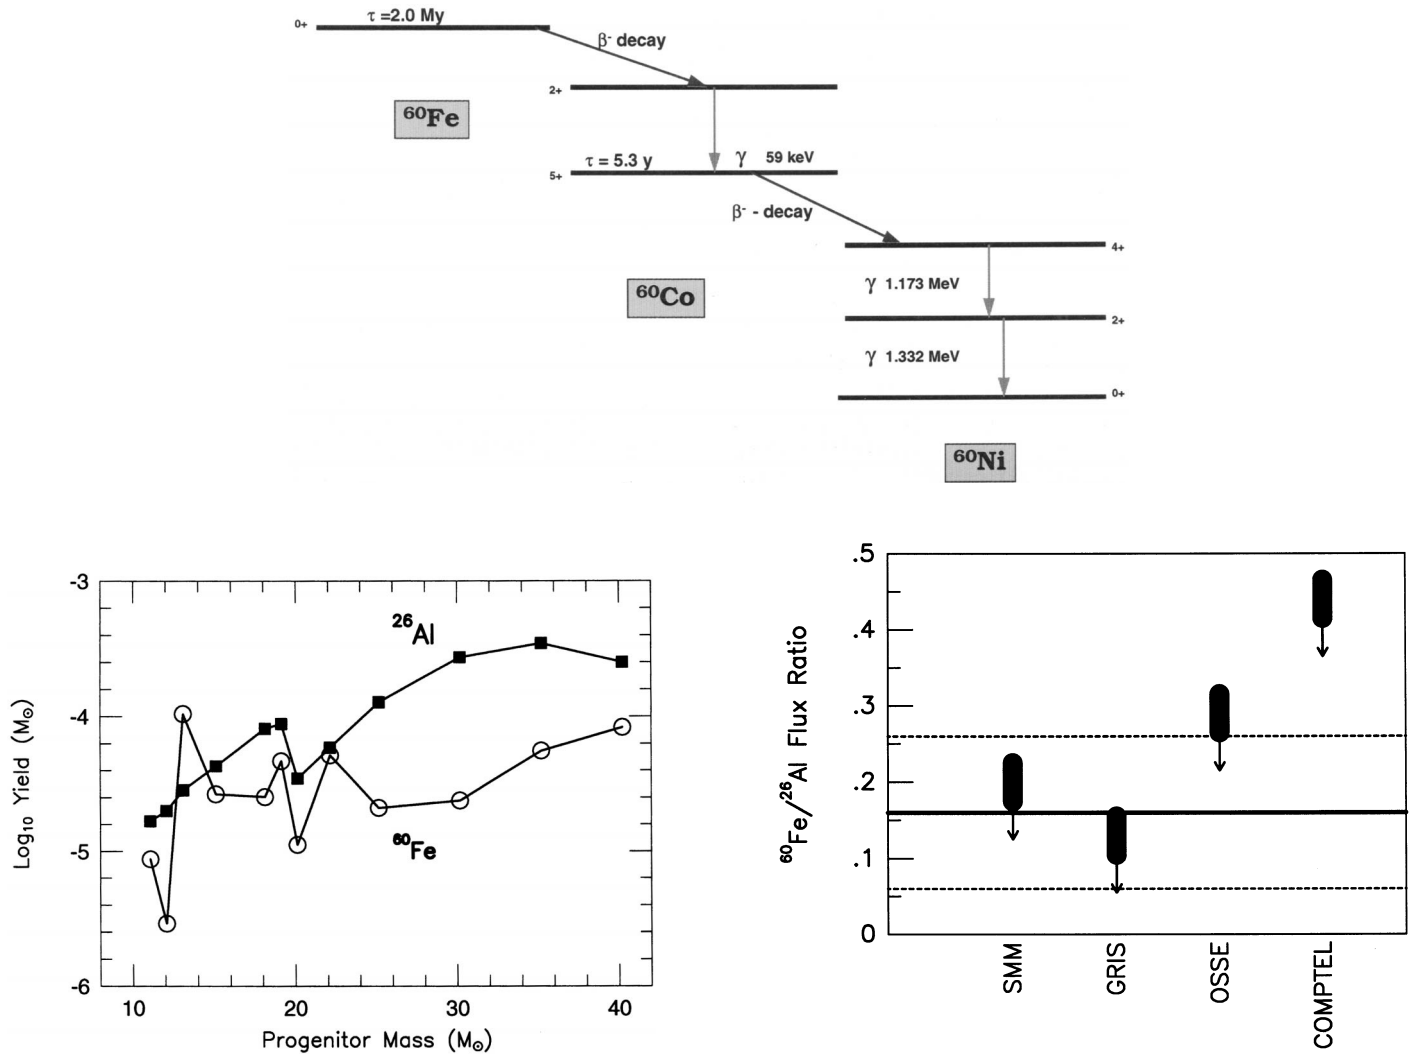 0+ τ =2.0 My
β⁻ decay
2+
⁶⁰Fe
τ = 5.3 y γ 59 keV
5+
β⁻ - decay
4+
γ 1.173 MeV
⁶⁰Co
2+
γ 1.332 MeV
0+
⁶⁰Ni
-3
-4
-5
-6
Log₁₀ Yield (M⊙)
²⁶Al
⁶⁰Fe
10 20 30 40
Progenitor Mass (M⊙)
.5
.4
.3
.2
.1
0
⁶⁰Fe/²⁶Al Flux Ratio
SMM
GRIS
OSSE
COMPTEL